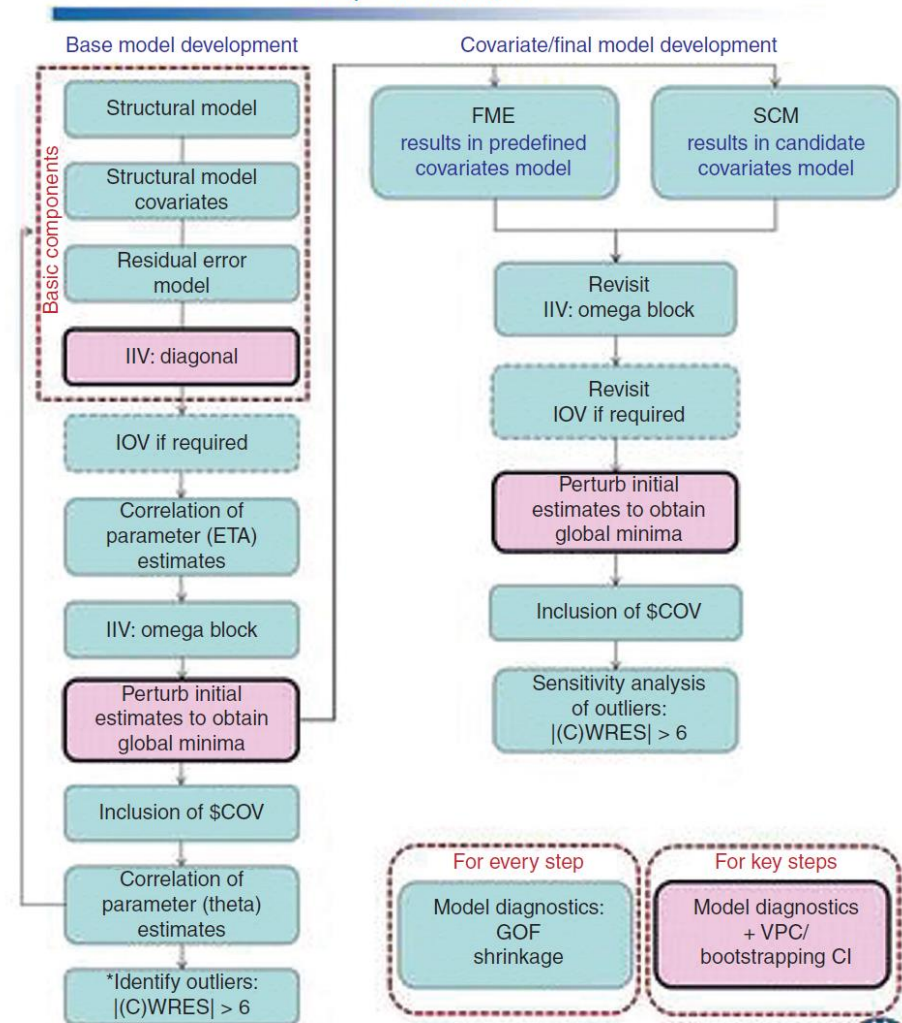 Base model development
Basic components
Structural model
Structural model
covariates
Residual error
model
IIV: diagonal
IOV if required
Correlation of
parameter (ETA)
estimates
IIV: omega block
Perturb initial
estimates to obtain
global minima
Inclusion of $COV
Correlation of
parameter (theta)
estimates
*Identify outliers:
|(C)WRES| > 6
Covariate/final model development
FME
results in predefined
covariates model
SCM
results in candidate
covariates model
Revisit
IIV: omega block
Revisit
IOV if required
Perturb initial
estimates to obtain
global minima
Inclusion of $COV
Sensitivity analysis
of outliers:
|(C)WRES| > 6
For every step
Model diagnostics:
GOF
shrinkage
For key steps
Model diagnostics
+ VPC/
bootstrapping CI